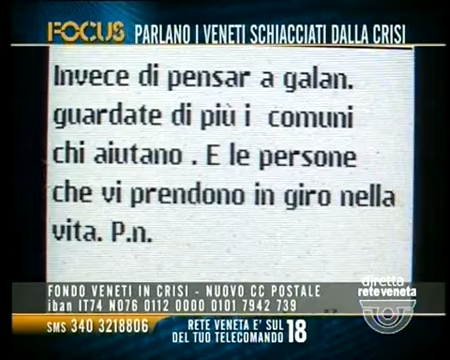 FOCUS PARLANO I VENETI SCHIACCIATI DALLA CRISI
Invece di pensar a galan.
guardate di più i comuni
chi aiutano . E le persone
che vi prendono in giro nella
vita. P.n.
diretta
reteveneta
FONDO VENETI IN CRISI - NUOVO CC POSTALE
iban IT74 N076 0112 0000 0101 7942 739
SMS 340 3218806
RETE VENETA E' SUL 18
DEL TUO TELECOMANDO